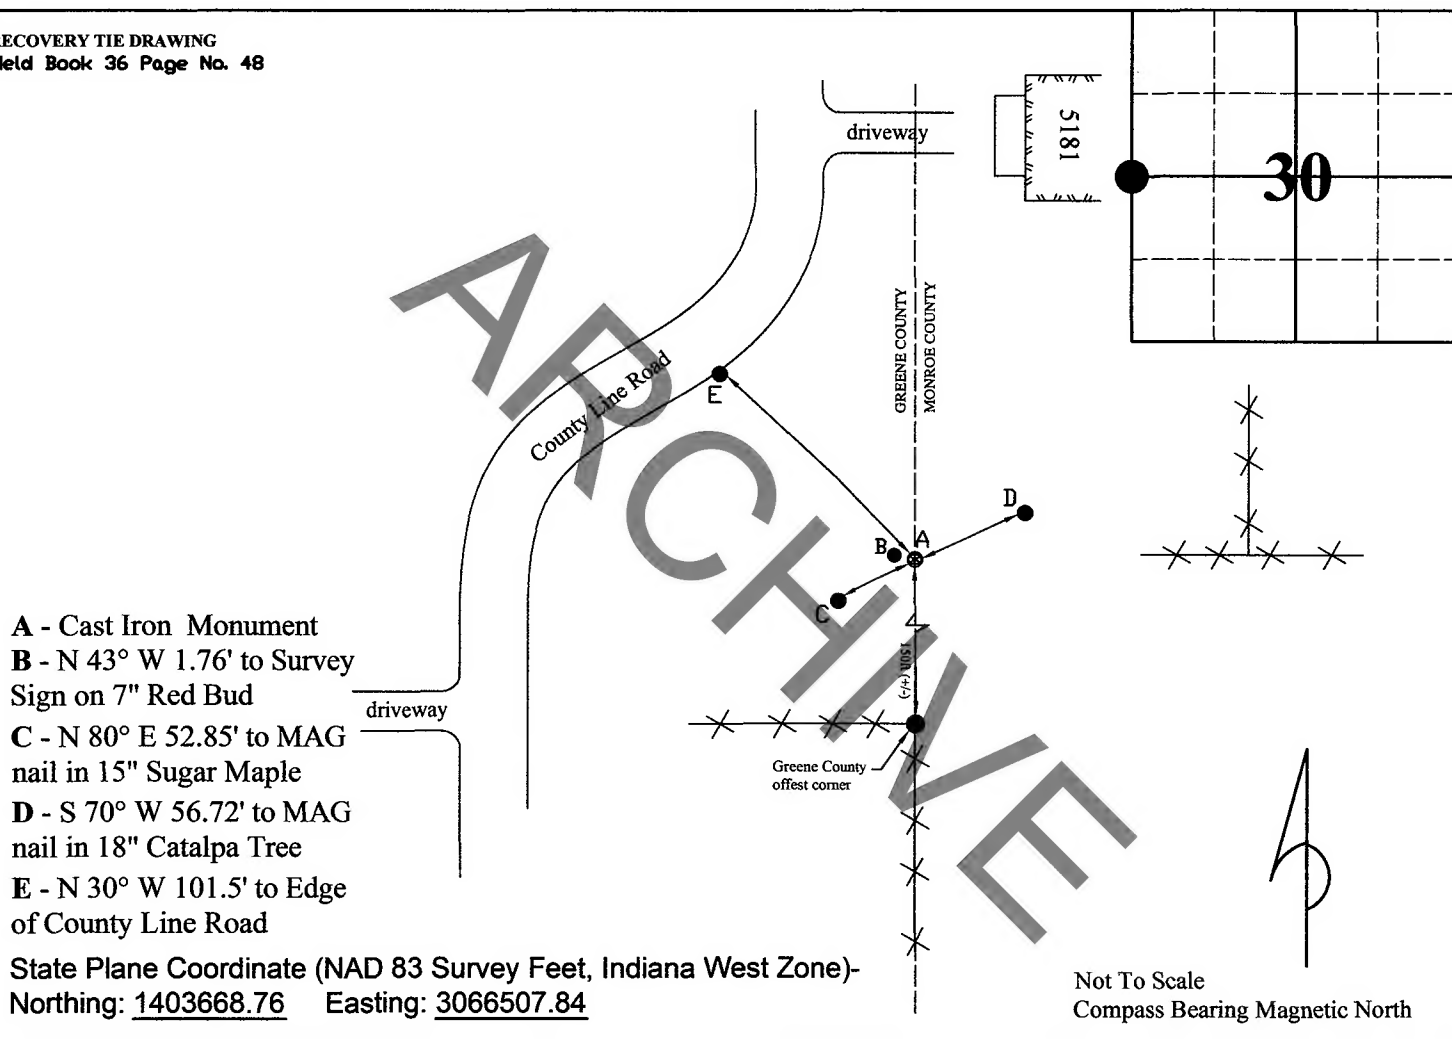 RECOVERY TIE DRAWING
Field Book 36 Page No. 48
driveway
5181
30
GREENE COUNTY
MONROE COUNTY
County Line Road
E
D
B
A
C
150ft (+/-)
driveway
Greene County
offest corner
ARCHIVE
A - Cast Iron Monument
B - N 43° W 1.76' to Survey
Sign on 7" Red Bud
C - N 80° E 52.85' to MAG
nail in 15" Sugar Maple
D - S 70° W 56.72' to MAG
nail in 18" Catalpa Tree
E - N 30° W 101.5' to Edge
of County Line Road
State Plane Coordinate (NAD 83 Survey Feet, Indiana West Zone)-
Northing: 1403668.76 Easting: 3066507.84
Not To Scale
Compass Bearing Magnetic North